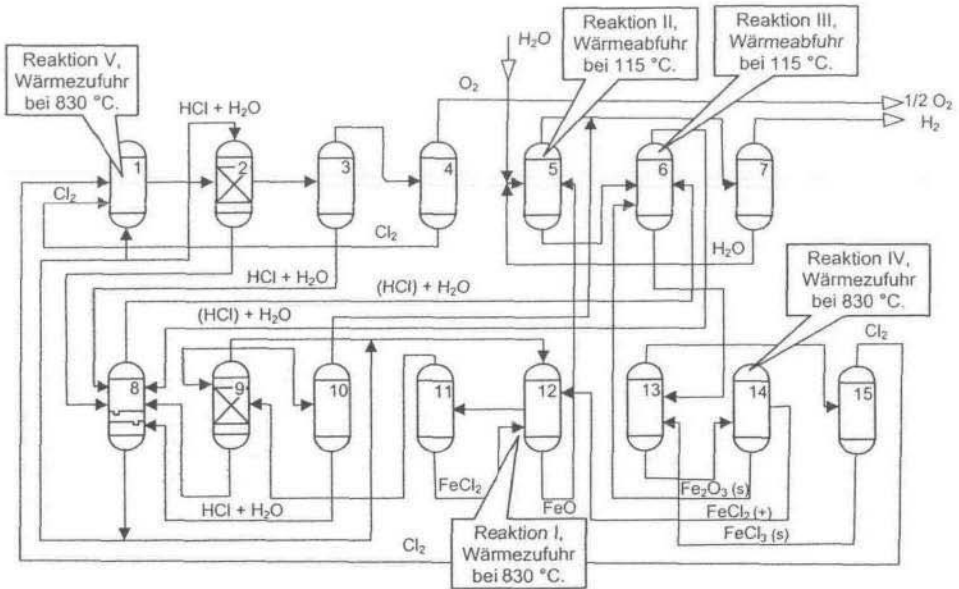 Reaktion V,
Wärmezufuhr
bei 830 °C.
HCl + H₂O
O₂
H₂O
Reaktion II,
Wärmeabfuhr
bei 115 °C.
Reaktion III,
Wärmeabfuhr
bei 115 °C.
1/2 O₂
H₂
1
2
3
4
5
6
7
Cl₂
Cl₂
H₂O
HCl + H₂O
(HCl) + H₂O
(HCl) + H₂O
Reaktion IV,
Wärmezufuhr
bei 830 °C.
Cl₂
8
9
10
11
12
13
14
15
FeCl₂
FeO
Fe₂O₃ (s)
FeCl₂ (+)
FeCl₃ (s)
HCl + H₂O
Cl₂
Reaktion I,
Wärmezufuhr
bei 830 °C.